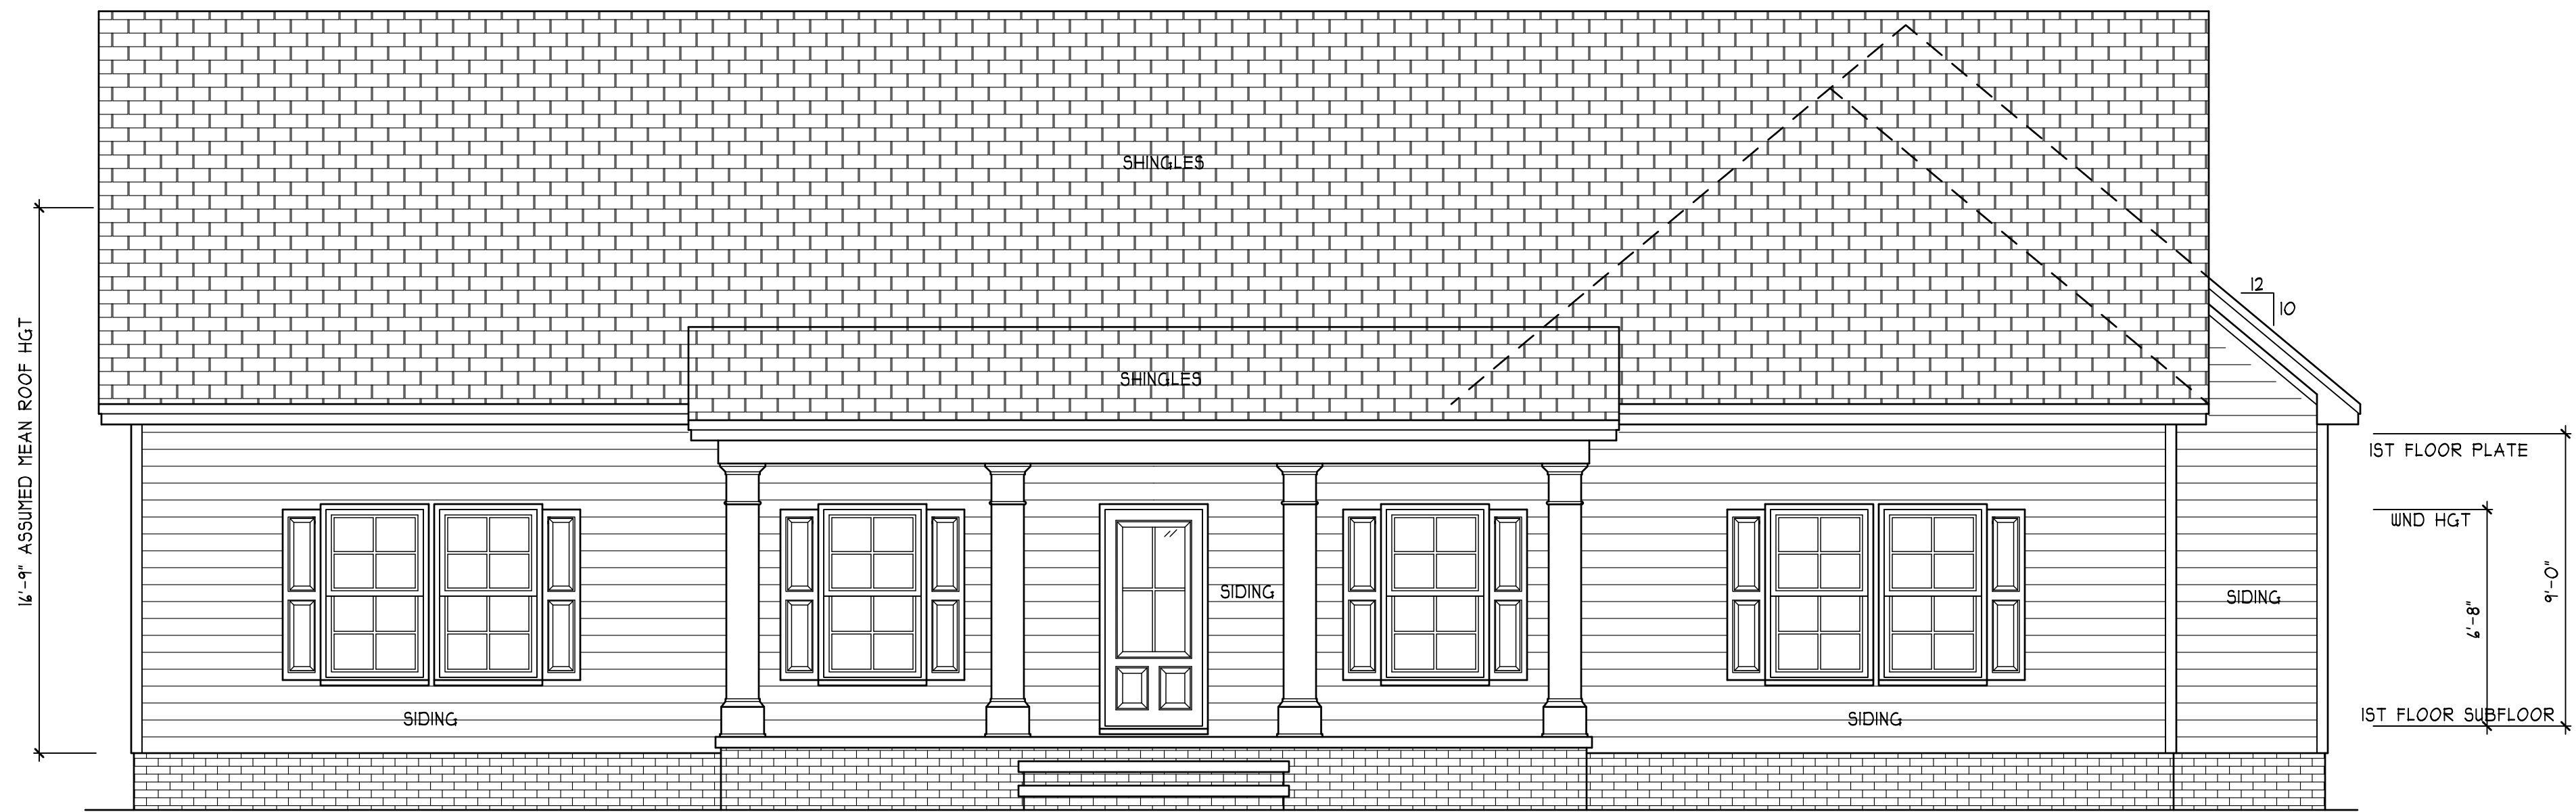 SHINGLES
12
10
16'-9" ASSUMED MEAN ROOF HGT
SHINGLES
1ST FLOOR PLATE
WND HGT
SIDING
SIDING
6'-8"
9'-0"
SIDING
SIDING
1ST FLOOR SUBFLOOR